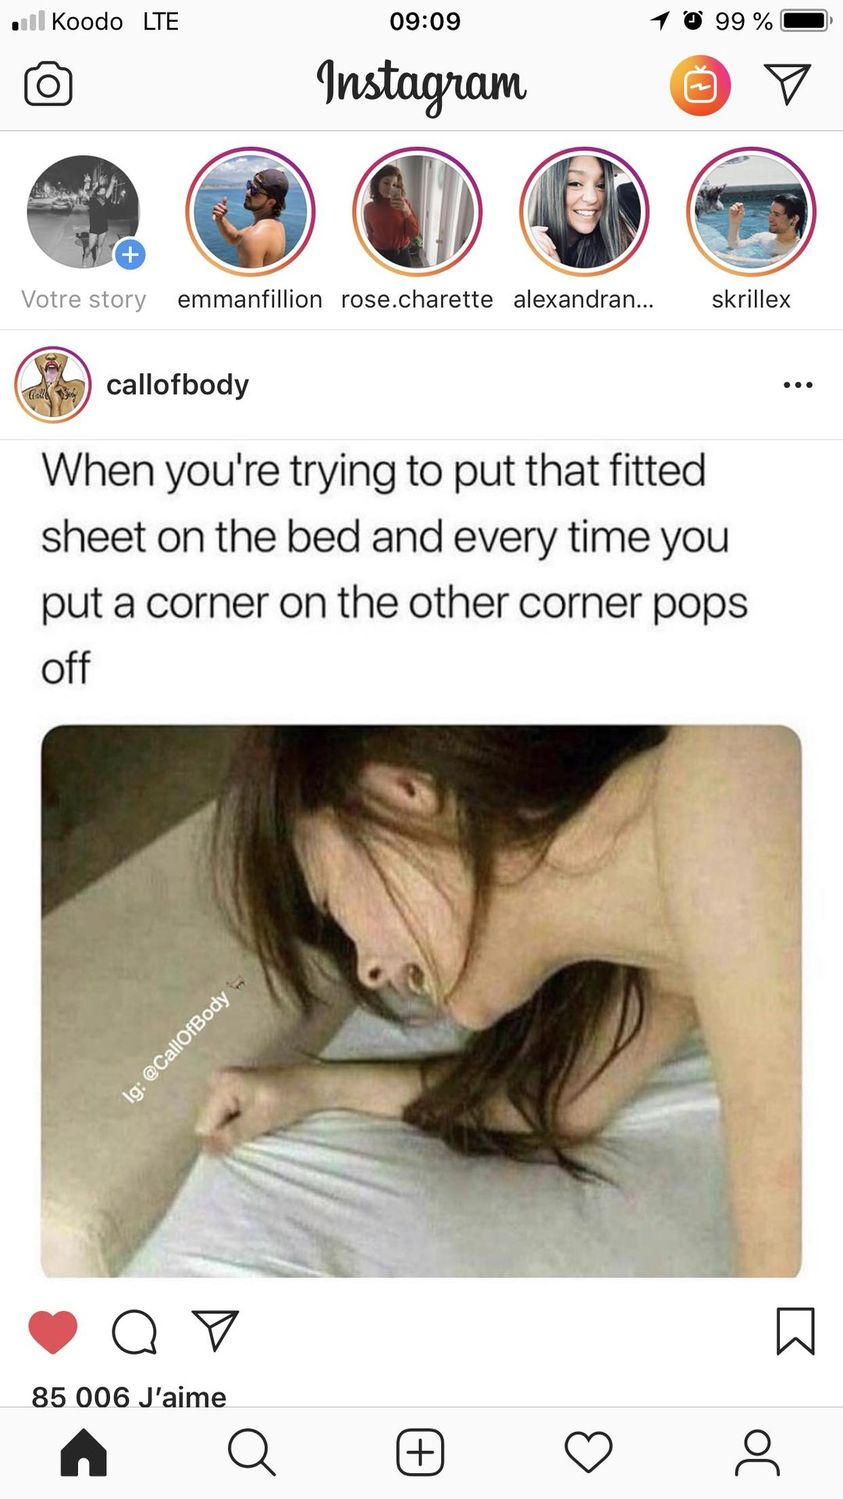 Koodo LTE 09:09 99 %
Instagram
Votre story emmanfillion rose.charette alexandran... skrillex
callofbody
When you're trying to put that fitted
sheet on the bed and every time you
put a corner on the other corner pops
off
Ig: @CallOfBody
85 006 J'aime